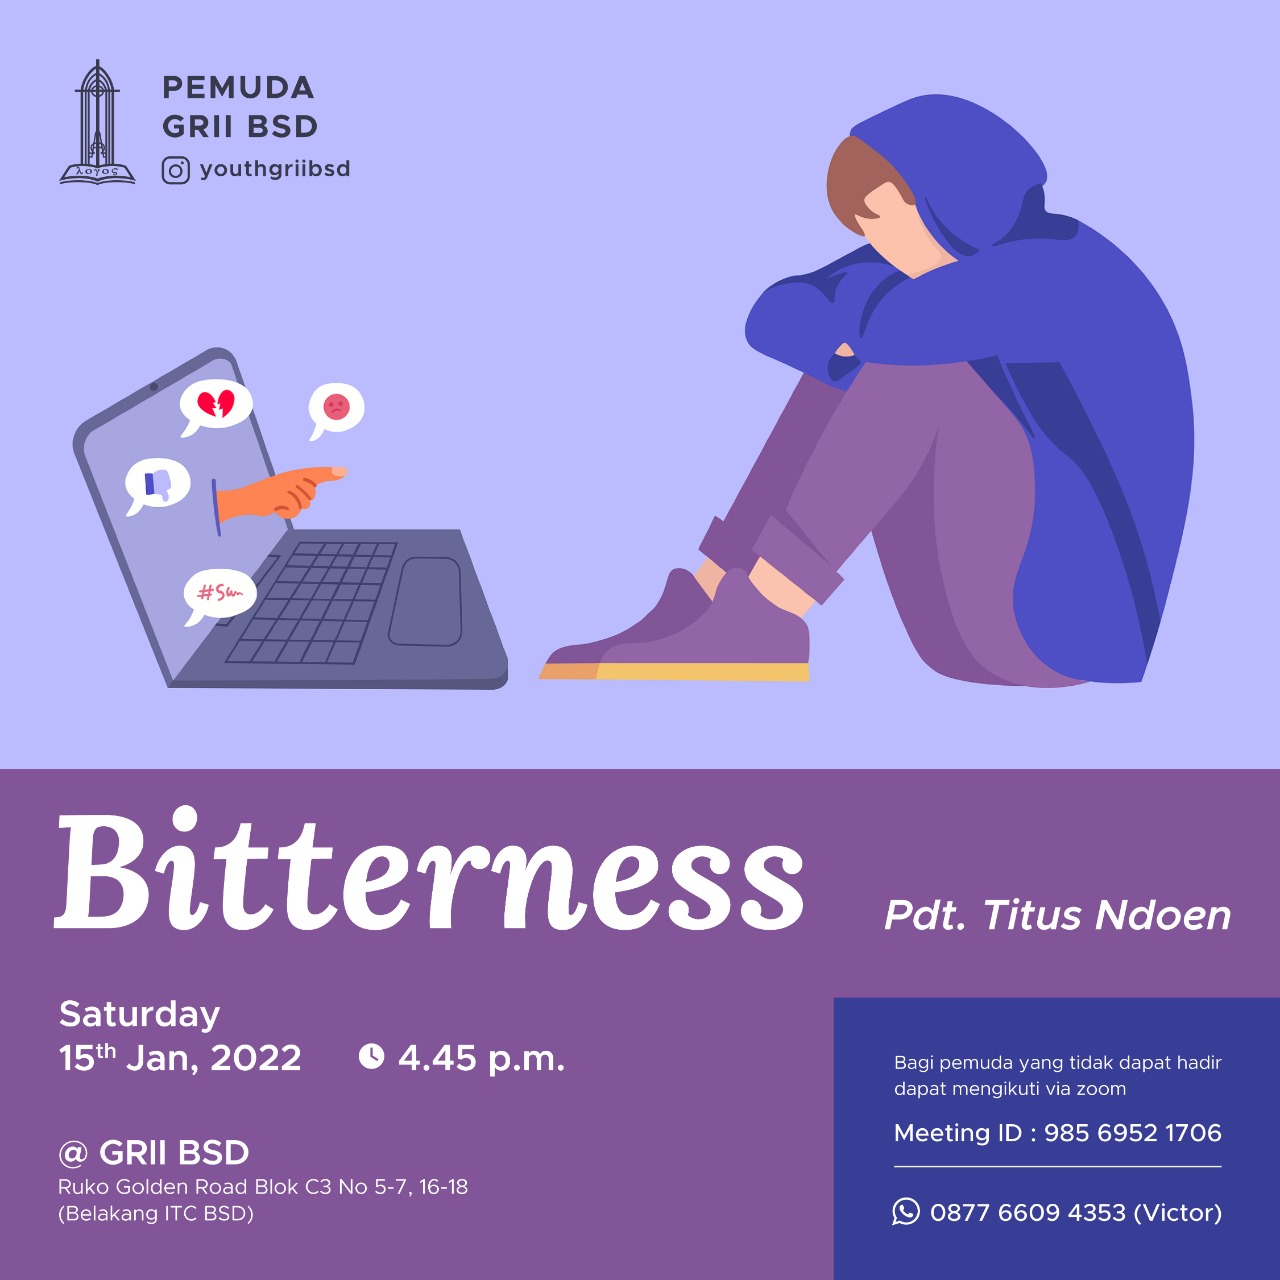 PEMUDA
GRII BSD
youthgriibsd
λογος
#Sun
Bitterness
Pdt. Titus Ndoen
Saturday
15th Jan, 2022
4.45 p.m.
@ GRII BSD
Ruko Golden Road Blok C3 No 5-7, 16-18
(Belakang ITC BSD)
Bagi pemuda yang tidak dapat hadir
dapat mengikuti via zoom
Meeting ID : 985 6952 1706
0877 6609 4353 (Victor)